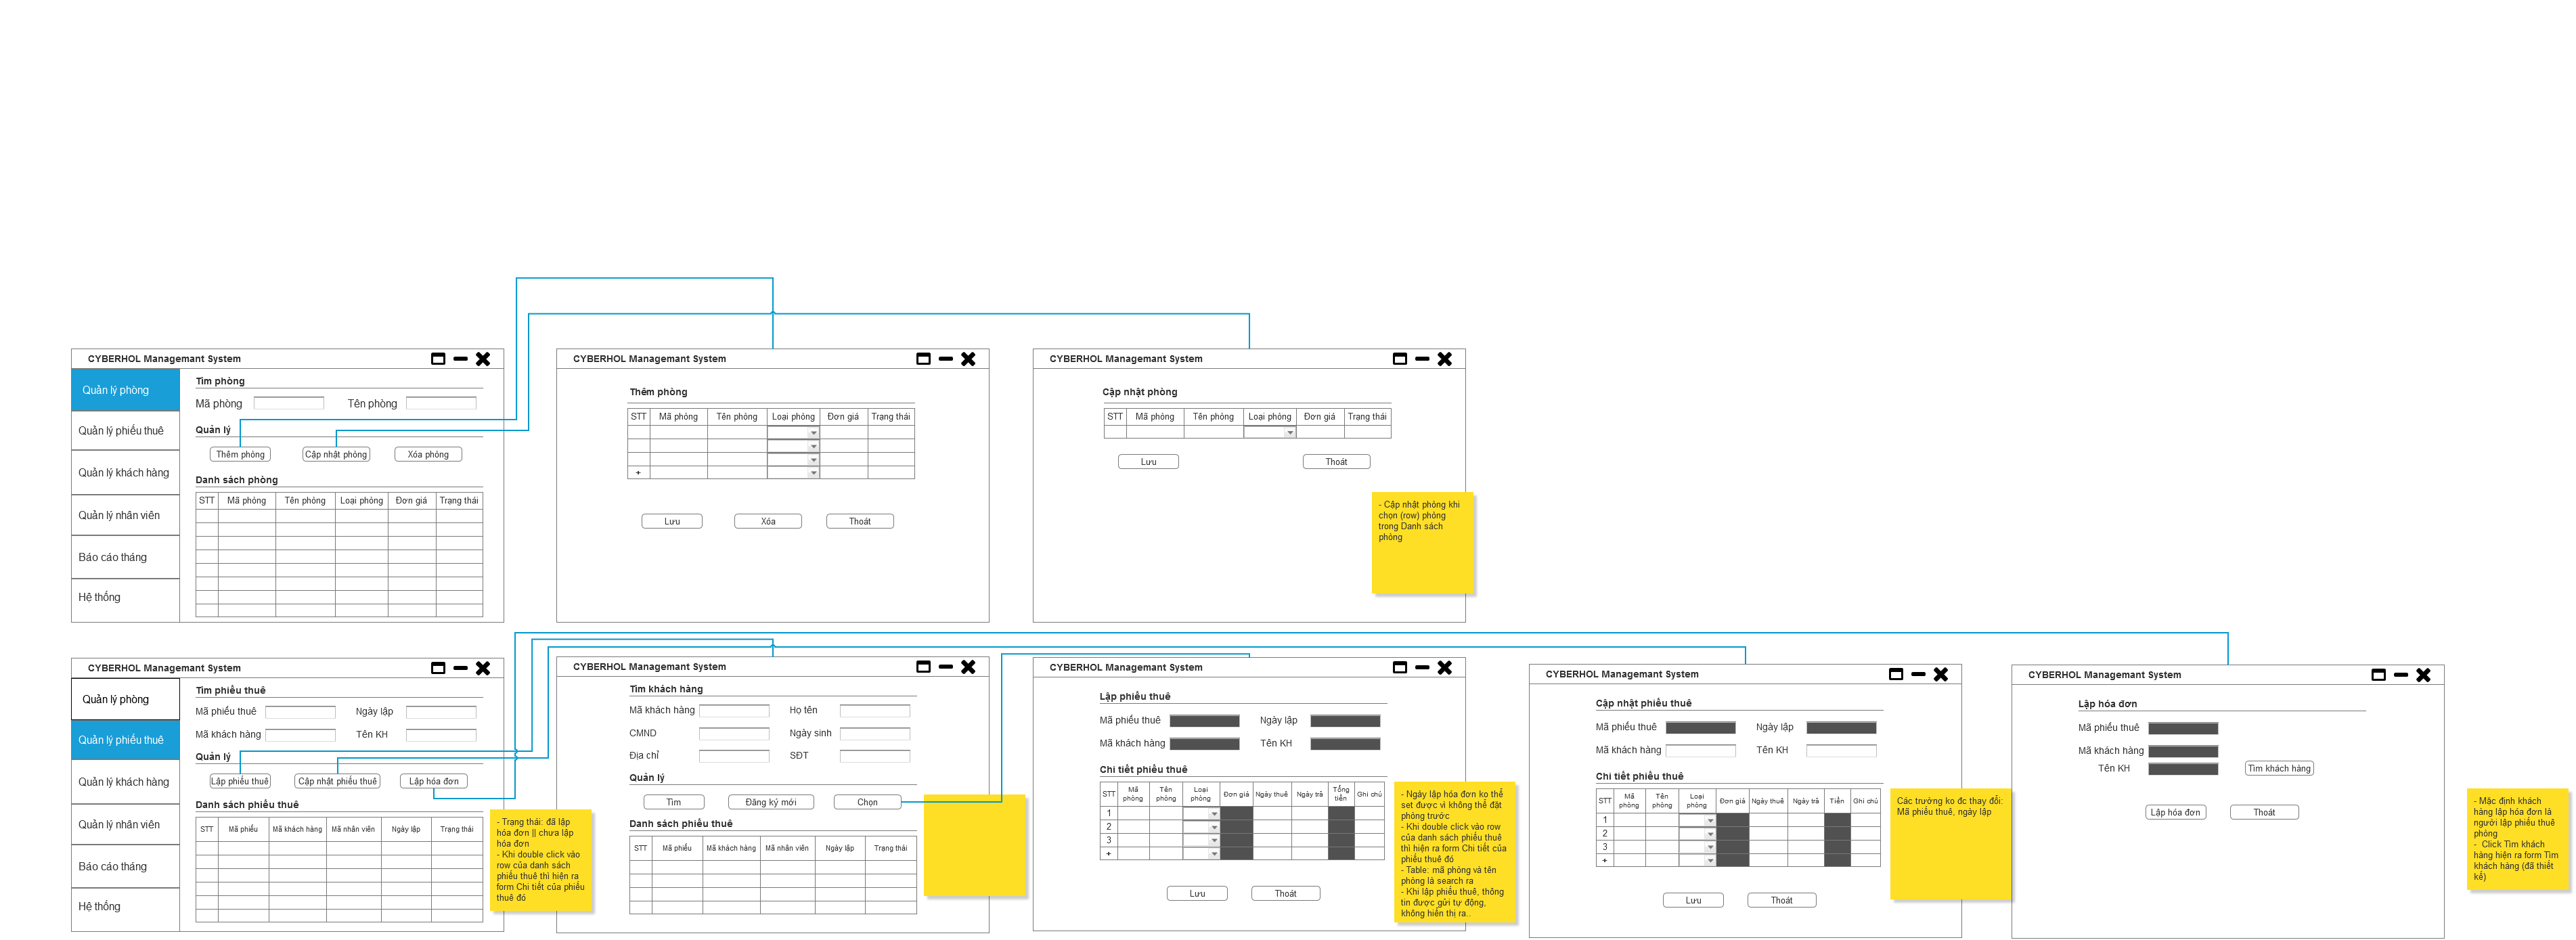 CYBERHOL Managemant System
Quản lý phòng
Quản lý phiếu thuê
Quản lý khách hàng
Quản lý nhân viên
Báo cáo tháng
Hệ thống
Tìm phòng
Mã phòng Tên phòng
Quản lý
Thêm phòng Cập nhật phòng Xóa phòng
Danh sách phòng
STT Mã phòng Tên phòng Loại phòng Đơn giá Trạng thái
CYBERHOL Managemant System
Thêm phòng
STT Mã phòng Tên phòng Loại phòng Đơn giá Trạng thái
+
Lưu Xóa Thoát
CYBERHOL Managemant System
Cập nhật phòng
STT Mã phòng Tên phòng Loại phòng Đơn giá Trạng thái
Lưu Thoát
- Cập nhật phòng khi
chọn (row) phòng
trong Danh sách
phòng
CYBERHOL Managemant System
Quản lý phòng
Quản lý phiếu thuê
Quản lý khách hàng
Quản lý nhân viên
Báo cáo tháng
Hệ thống
Tìm phiếu thuê
Mã phiếu thuê Ngày lập
Mã khách hàng Tên KH
Quản lý
Lập phiếu thuê Cập nhật phiếu thuê Lập hóa đơn
Danh sách phiếu thuê
STT Mã phiếu Mã khách hàng Mã nhân viên Ngày lập Trạng thái
- Trạng thái: đã lập
hóa đơn || chưa lập
hóa đơn
- Khi double click vào
row của danh sách
phiếu thuê thì hiện ra
form Chi tiết của phiếu
thuê đó
CYBERHOL Managemant System
Tìm khách hàng
Mã khách hàng Họ tên
CMND Ngày sinh
Địa chỉ SĐT
Quản lý
Tìm Đăng ký mới Chọn
Danh sách phiếu thuê
STT Mã phiếu Mã khách hàng Mã nhân viên Ngày lập Trạng thái
CYBERHOL Managemant System
Lập phiếu thuê
Mã phiếu thuê Ngày lập
Mã khách hàng Tên KH
Chi tiết phiếu thuê
STT Mã phòng Tên phòng Loại phòng Đơn giá Ngày thuê Ngày trả Tổng tiền Ghi chú
1
2
3
+
Lưu Thoát
- Ngày lập hóa đơn ko thể
set được vì không thể đặt
phòng trước
- Khi double click vào row
của danh sách phiếu thuê
thì hiện ra form Chi tiết của
phiếu thuê đó
- Table: mã phòng và tên
phòng là search ra
- Khi lập phiếu thuê, thông
tin được gửi tự động,
không hiển thị ra..
CYBERHOL Managemant System
Cập nhật phiếu thuê
Mã phiếu thuê Ngày lập
Mã khách hàng Tên KH
Chi tiết phiếu thuê
STT Mã phòng Tên phòng Loại phòng Đơn giá Ngày thuê Ngày trả Tiền Ghi chú
1
2
3
+
Lưu Thoát
Các trường ko đc thay đổi:
Mã phiếu thuê, ngày lập
CYBERHOL Managemant System
Lập hóa đơn
Mã phiếu thuê
Mã khách hàng
Tên KH Tìm khách hàng
Lập hóa đơn Thoát
- Mặc định khách
hàng lập hóa đơn là
người lập phiếu thuê
phòng
- Click Tìm khách
hàng hiện ra form Tìm
khách hàng (đã thiết
kế)